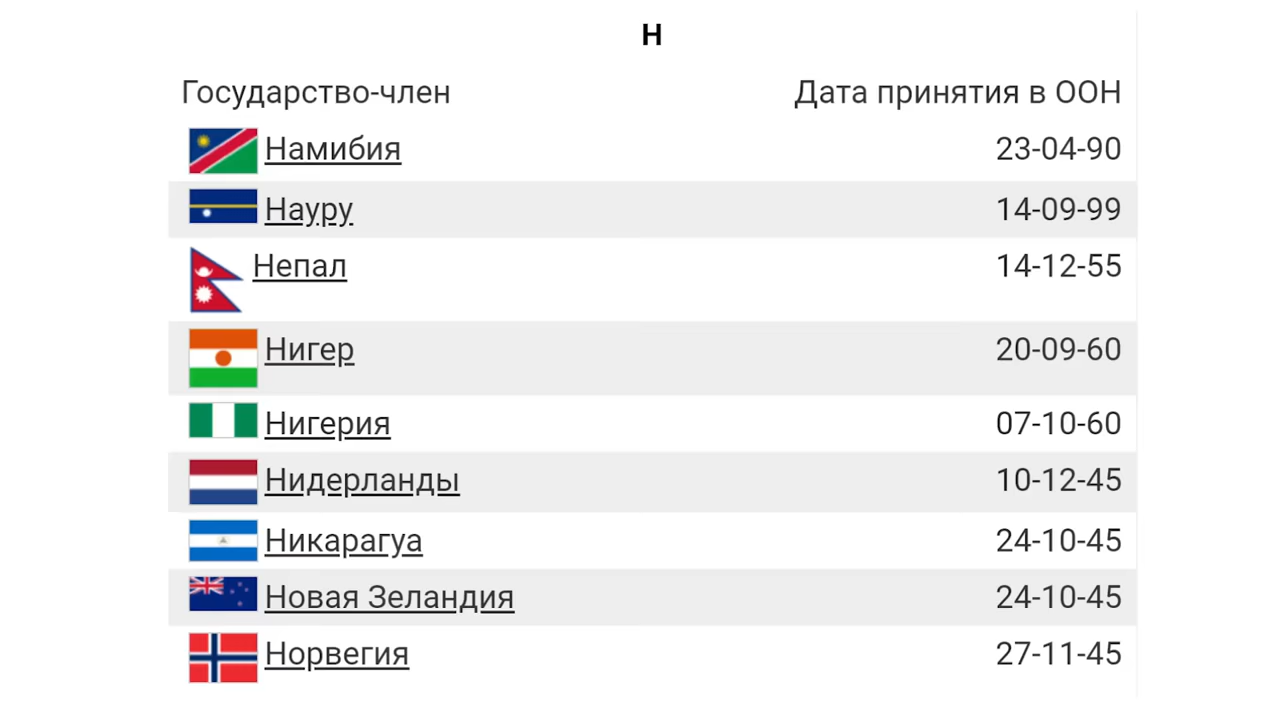 Н
Государство-член Дата принятия в ООН
Намибия 23-04-90
Науру 14-09-99
Непал 14-12-55
Нигер 20-09-60
Нигерия 07-10-60
Нидерланды 10-12-45
Никарагуа 24-10-45
Новая Зеландия 24-10-45
Норвегия 27-11-45